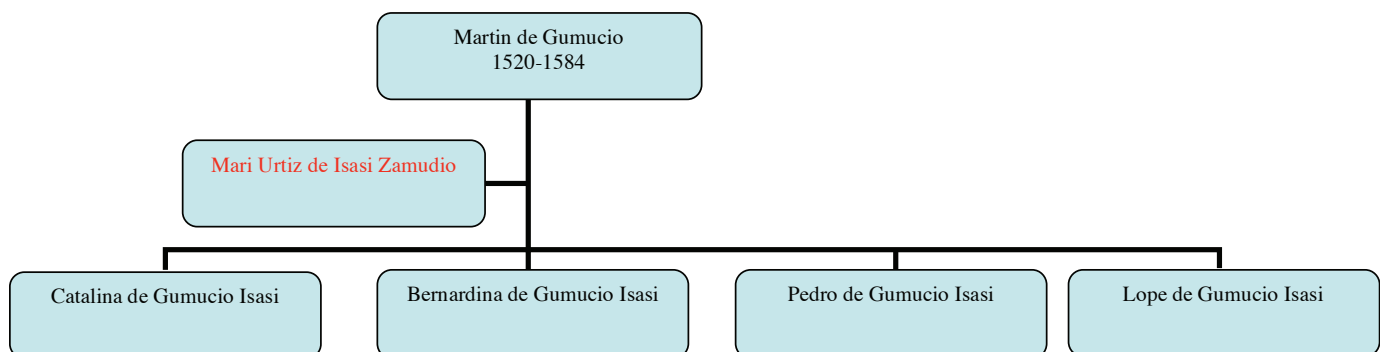 Martin de Gumucio
1520-1584
Mari Urtiz de Isasi Zamudio
Catalina de Gumucio Isasi
Bernardina de Gumucio Isasi
Pedro de Gumucio Isasi
Lope de Gumucio Isasi